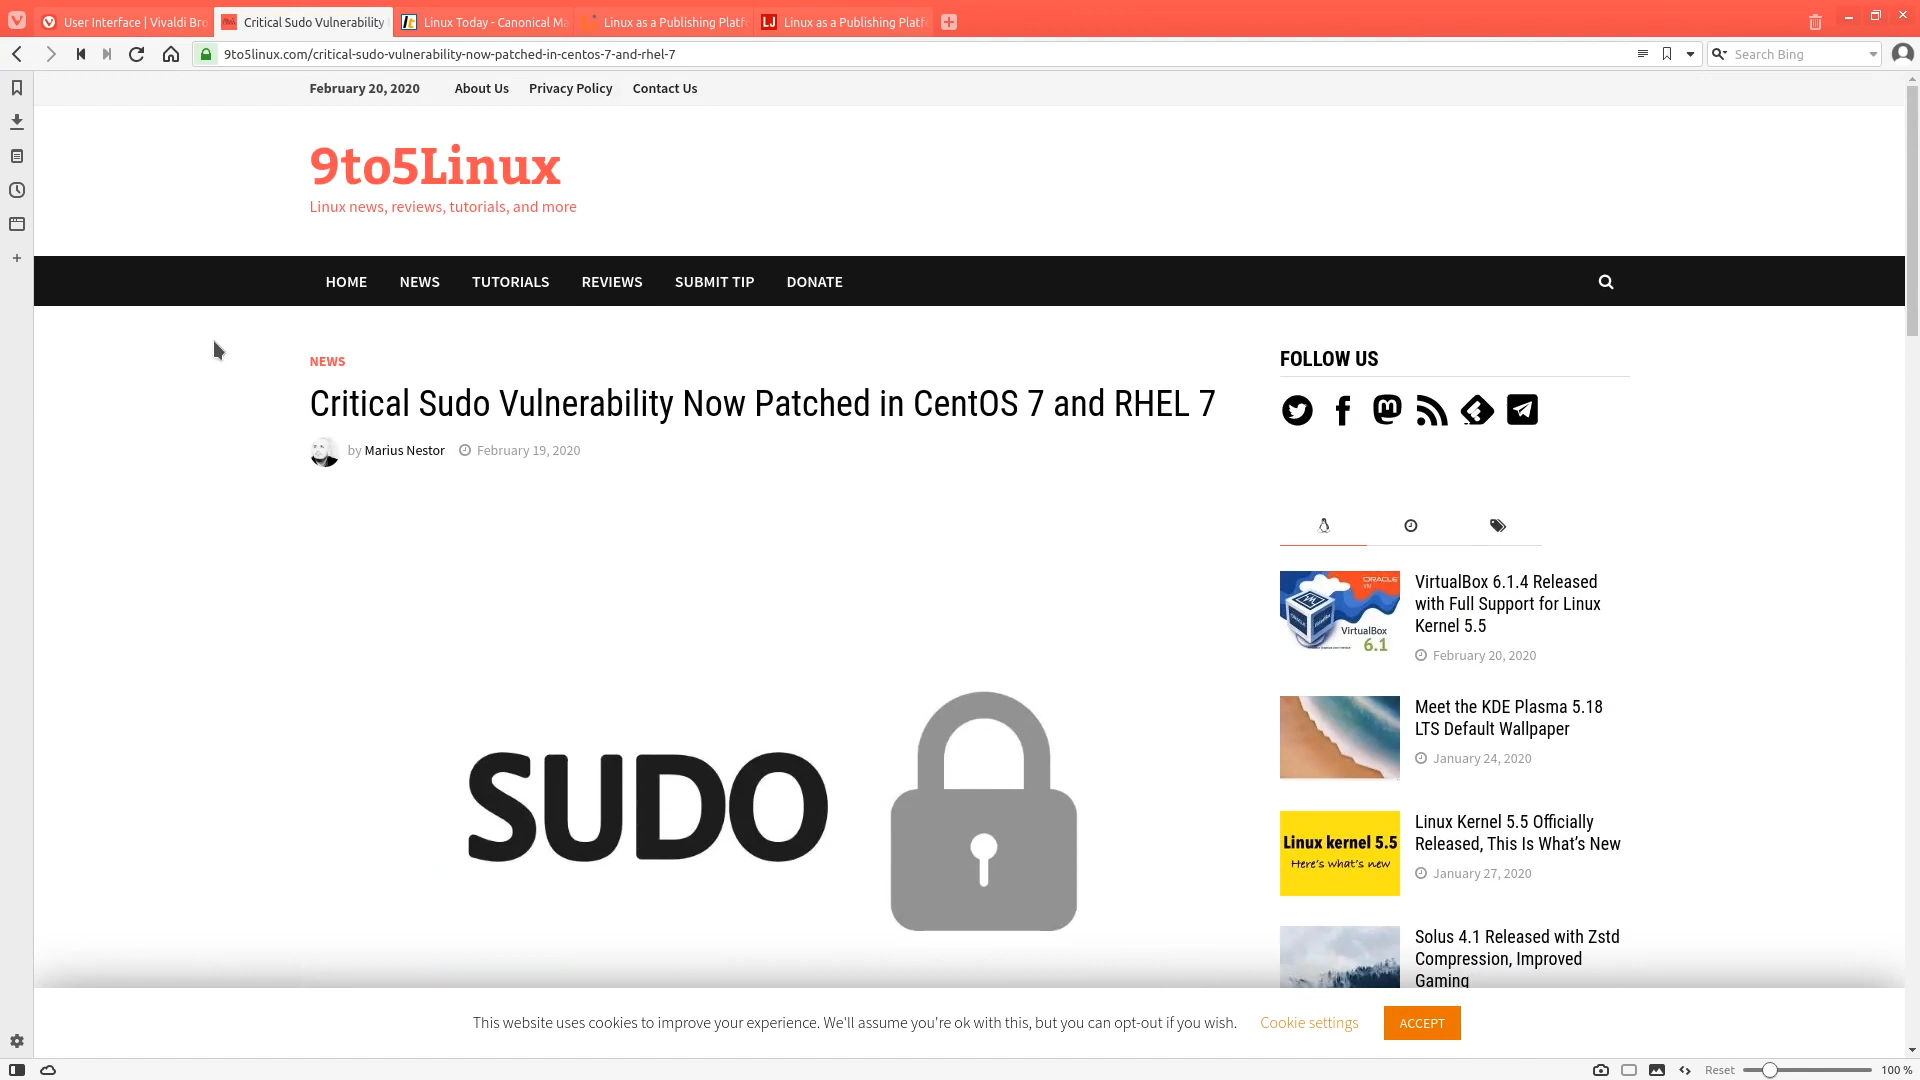 User Interface | Vivaldi Bro
Critical Sudo Vulnerability
Linux Today - Canonical Ma
Linux as a Publishing Platf
LJ
Linux as a Publishing Platf
9to5linux.com/critical-sudo-vulnerability-now-patched-in-centos-7-and-rhel-7
Search Bing
February 20, 2020
About Us
Privacy Policy
Contact Us
9to5Linux
Linux news, reviews, tutorials, and more
HOME
NEWS
TUTORIALS
REVIEWS
SUBMIT TIP
DONATE
NEWS
Critical Sudo Vulnerability Now Patched in CentOS 7 and RHEL 7
by Marius Nestor
February 19, 2020
SUDO
FOLLOW US
ORACLE
VM
VirtualBox
6.1
VirtualBox 6.1.4 Released
with Full Support for Linux
Kernel 5.5
February 20, 2020
Meet the KDE Plasma 5.18
LTS Default Wallpaper
January 24, 2020
Linux kernel 5.5
Here's what's new
Linux Kernel 5.5 Officially
Released, This Is What’s New
January 27, 2020
Solus 4.1 Released with Zstd
Compression, Improved
Gaming
This website uses cookies to improve your experience. We'll assume you're ok with this, but you can opt-out if you wish.
Cookie settings
ACCEPT
Reset
100 %